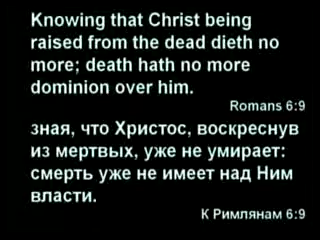 Knowing that Christ being
raised from the dead dieth no
more; death hath no more
dominion over him.
Romans 6:9
зная, что Христос, воскреснув
из мертвых, уже не умирает:
смерть уже не имеет над Ним
власти.
К Римлянам 6:9